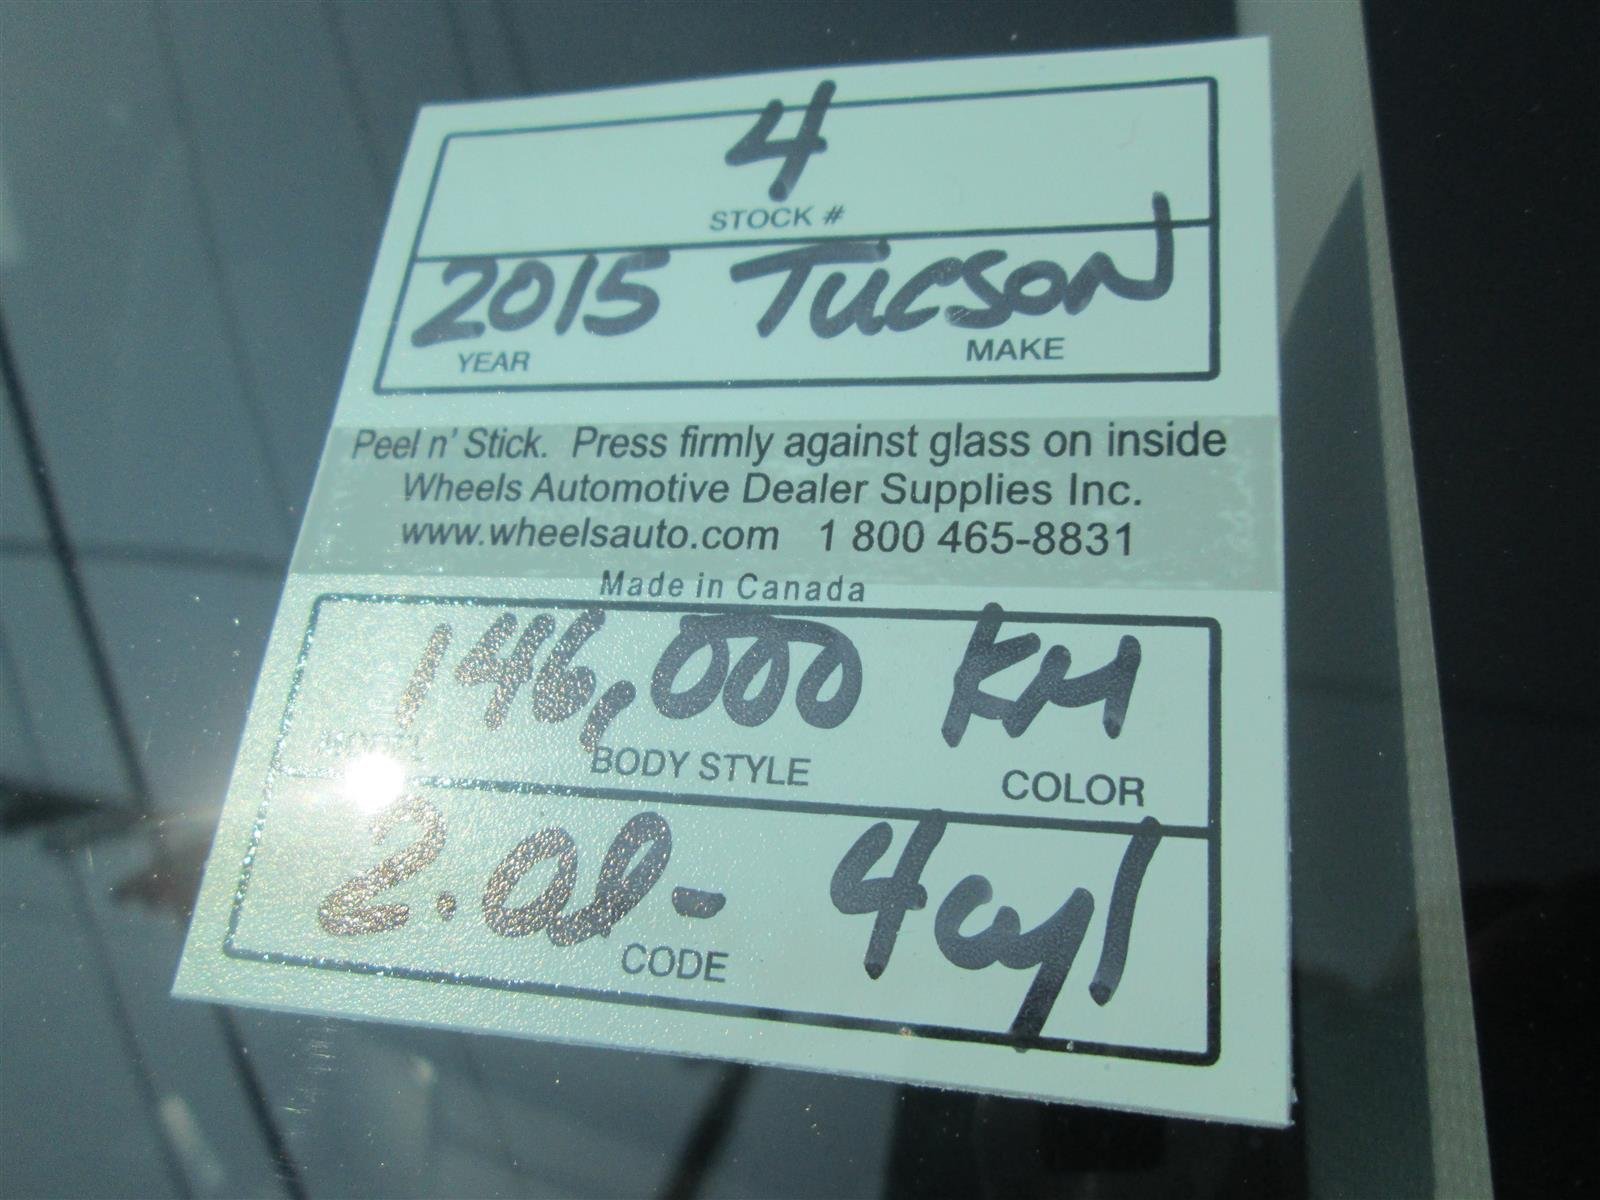 4
STOCK #
2015 TUCSON
YEAR MAKE
Peel n' Stick. Press firmly against glass on inside
Wheels Automotive Dealer Supplies Inc.
www.wheelsauto.com 1 800 465-8831
Made in Canada
146,000 KM
MODEL BODY STYLE COLOR
2.0l - 4cyl
CODE